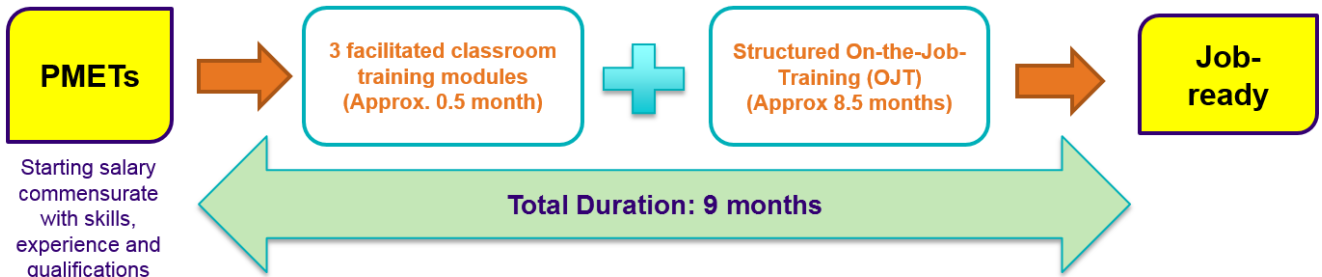 PMETs
3 facilitated classroom
training modules
(Approx. 0.5 month)
Structured On-the-Job-
Training (OJT)
(Approx 8.5 months)
Job-
ready
Starting salary
commensurate
with skills,
experience and
qualifications
Total Duration: 9 months